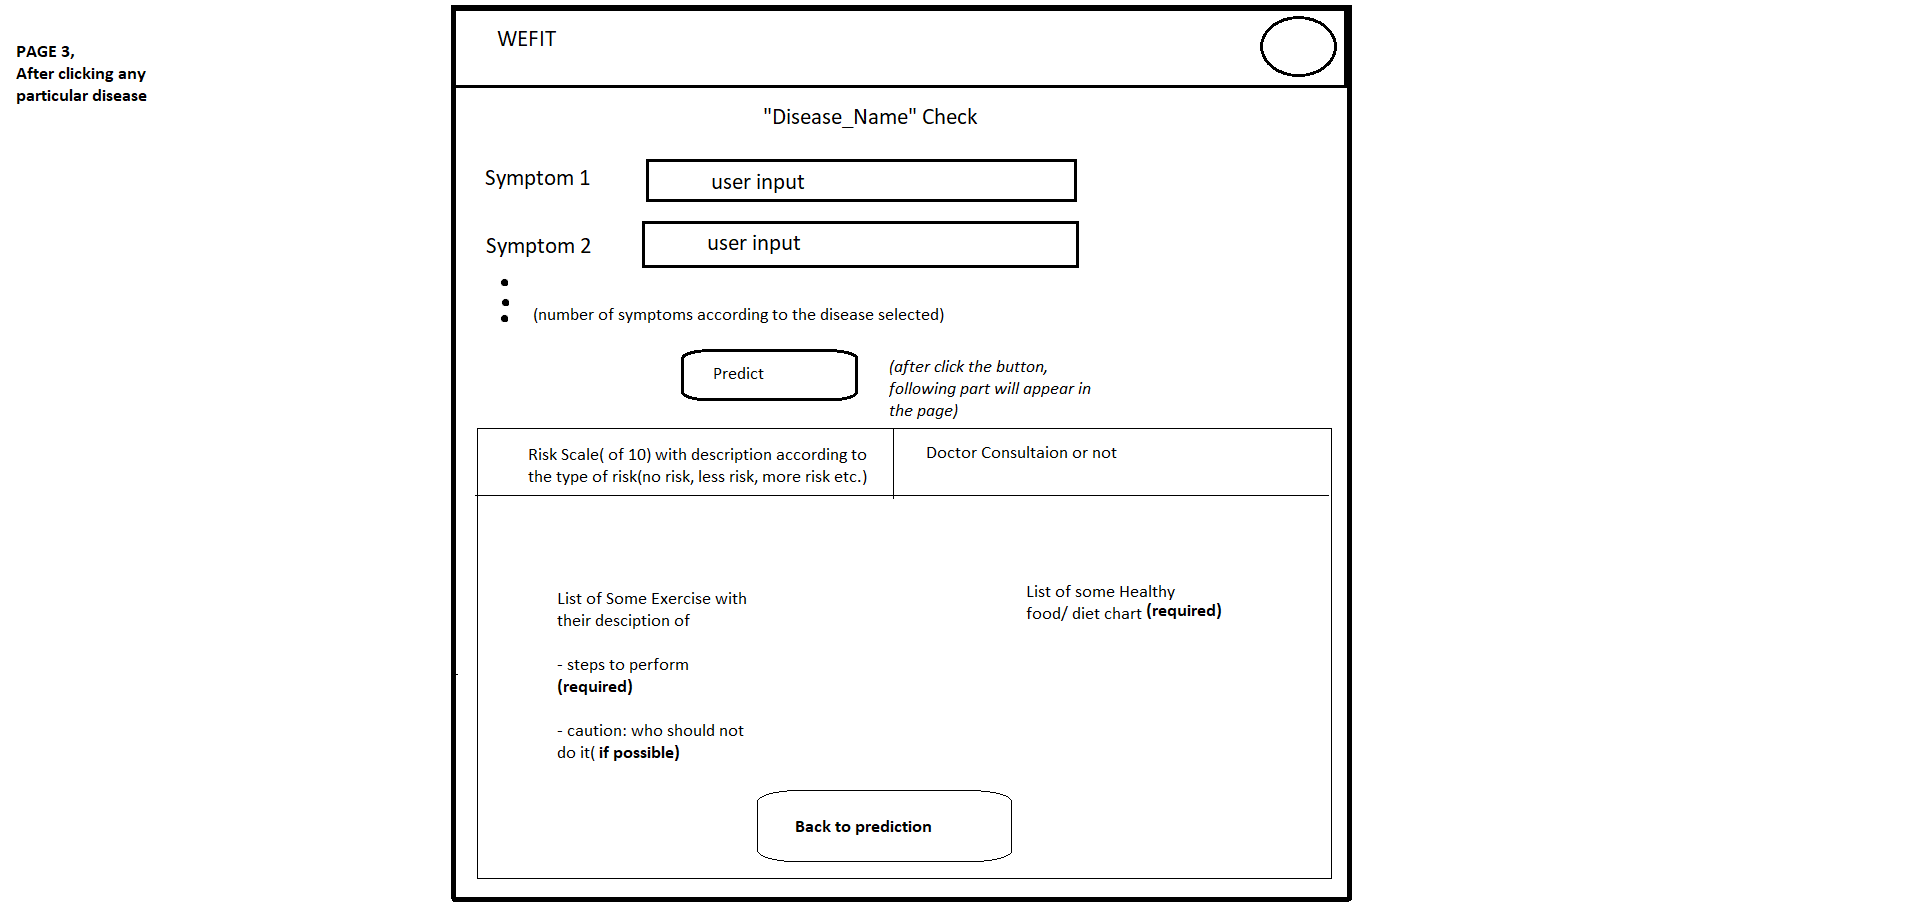 PAGE 3,
After clicking any
particular disease
WEFIT
"Disease_Name" Check
Symptom 1
user input
Symptom 2
user input
(number of symptoms according to the disease selected)
Predict
(after click the button,
following part will appear in
the page)
Risk Scale( of 10) with description according to
the type of risk(no risk, less risk, more risk etc.)
Doctor Consultaion or not
List of Some Exercise with
their desciption of
- steps to perform
(required)
- caution: who should not
do it( if possible)
List of some Healthy
food/ diet chart (required)
Back to prediction